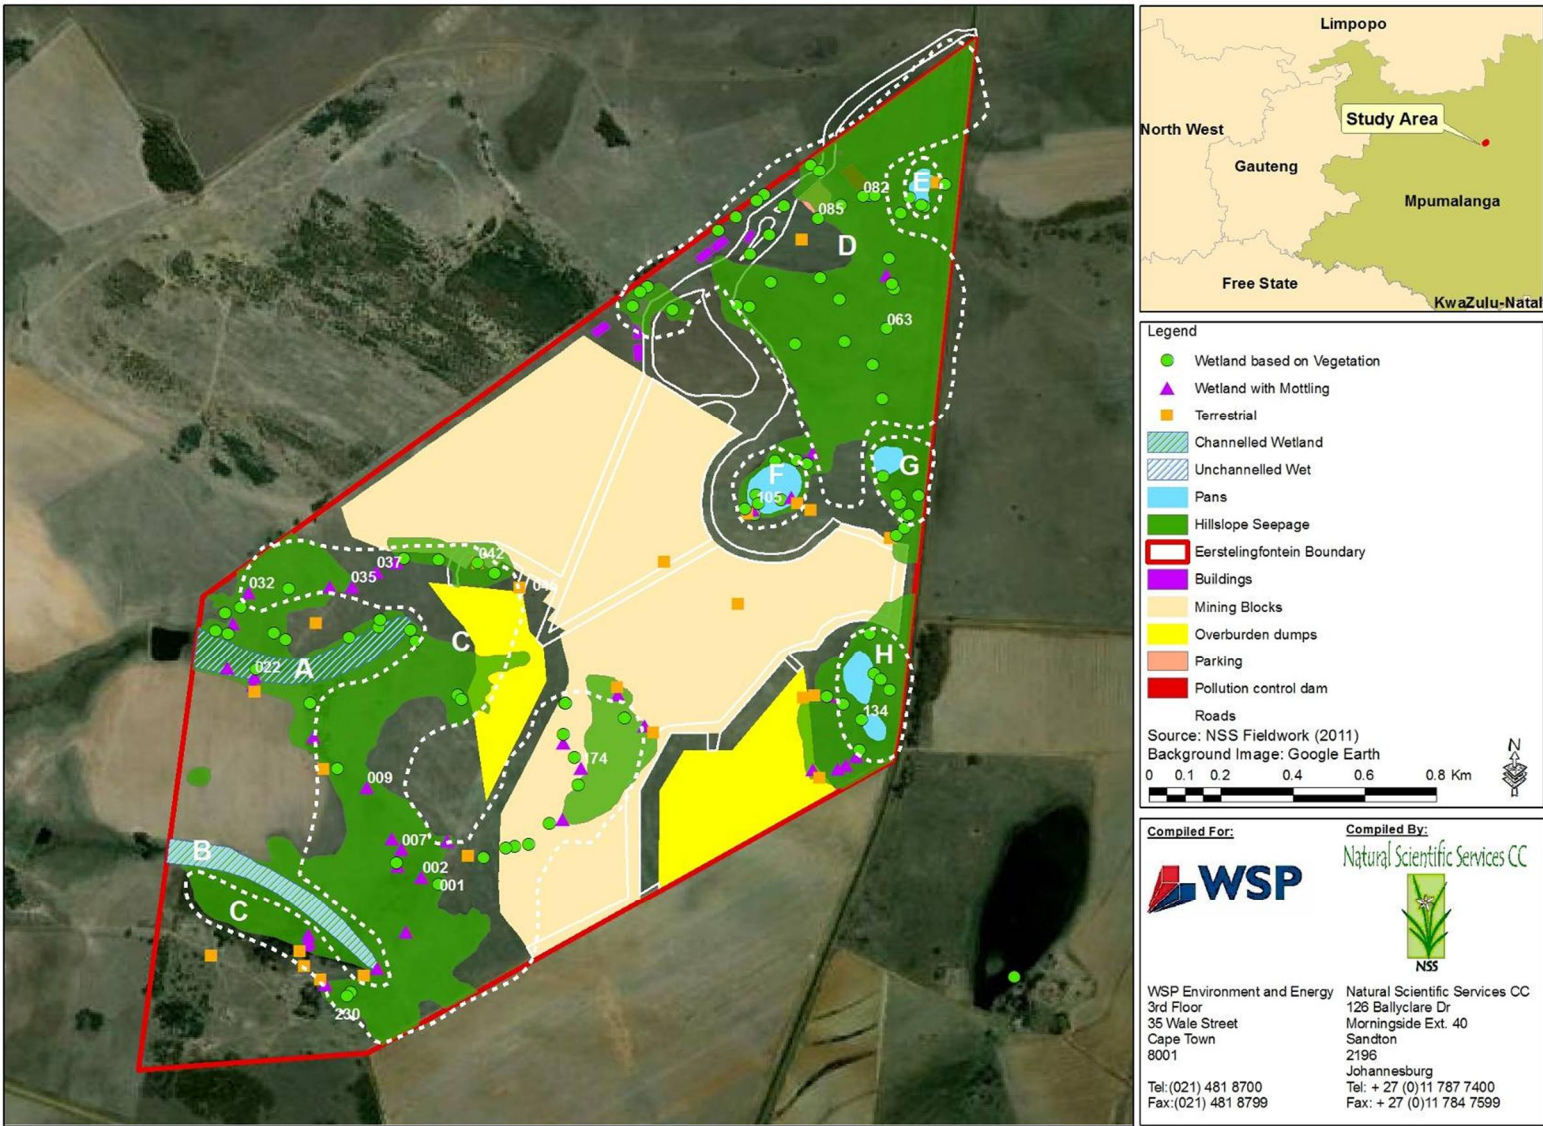 E
082
085
D
063
F
105
G
042
037
035
032
C
A
022
H
134
174
009
B
007
002
001
C
230
Limpopo
North West
Study Area
Gauteng
Mpumalanga
Free State
KwaZulu-Natal
Legend
Wetland based on Vegetation
Wetland with Mottling
Terrestrial
Channelled Wetland
Unchannelled Wet
Pans
Hillslope Seepage
Eerstelingfontein Boundary
Buildings
Mining Blocks
Overburden dumps
Parking
Pollution control dam
Roads
Source: NSS Fieldwork (2011)
Background Image: Google Earth
0 0.1 0.2 0.4 0.6 0.8 Km
N
Compiled For:
WSP
WSP Environment and Energy
3rd Floor
35 Wale Street
Cape Town
8001
Tel:(021) 481 8700
Fax:(021) 481 8799
Compiled By:
Natural Scientific Services CC
NSS
Natural Scientific Services CC
126 Ballyclare Dr
Morningside Ext. 40
Sandton
2196
Johannesburg
Tel: + 27 (0)11 787 7400
Fax: + 27 (0)11 784 7599